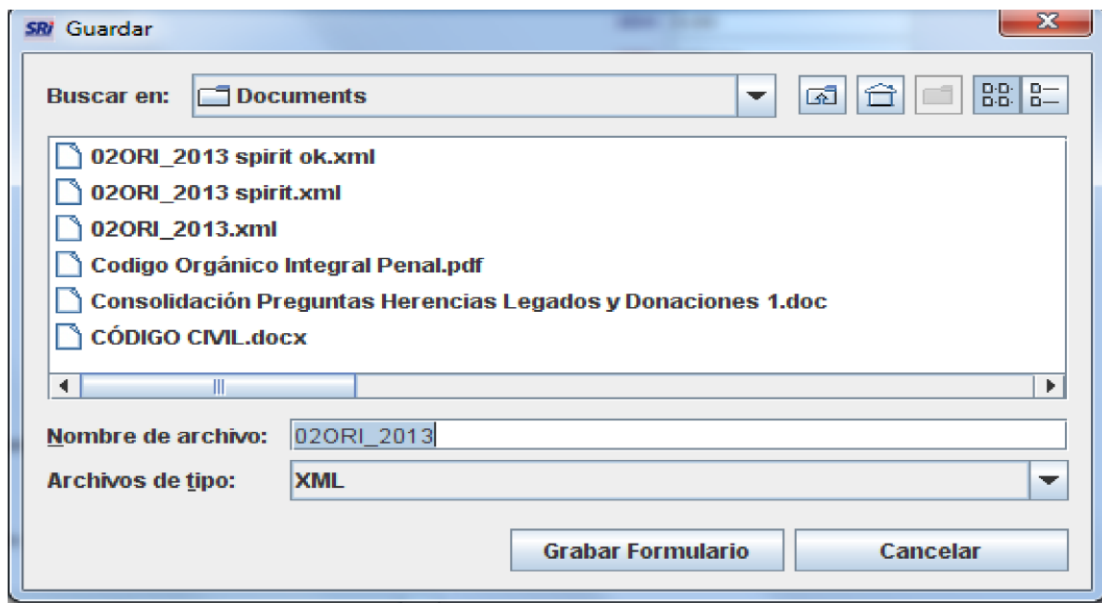 SRi Guardar
Buscar en: Documents
02ORI_2013 spirit ok.xml
02ORI_2013 spirit.xml
02ORI_2013.xml
Codigo Orgánico Integral Penal.pdf
Consolidación Preguntas Herencias Legados y Donaciones 1.doc
CÓDIGO CIVIL.docx
Nombre de archivo: 02ORI_2013
Archivos de tipo: XML
Grabar Formulario Cancelar